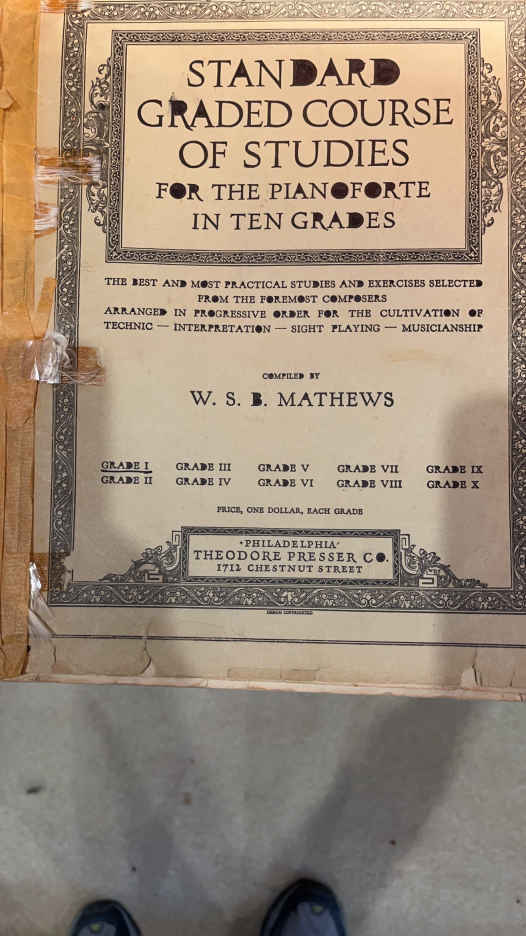 STANDARD
GRADED COURSE
OF STUDIES
FOR THE PIANOFORTE
IN TEN GRADES
THE BEST AND MOST PRACTICAL STUDIES AND EXERCISES SELECTED
FROM THE FOREMOST COMPOSERS
ARRANGED IN PROGRESSIVE ORDER FOR THE CULTIVATION OF
TECHNIC — INTERPRETATION — SIGHT PLAYING — MUSICIANSHIP
COMPILED BY
W. S. B. MATHEWS
GRADE I GRADE III GRADE V GRADE VII GRADE IX
GRADE II GRADE IV GRADE VI GRADE VIII GRADE X
PRICE, ONE DOLLAR, EACH GRADE
·PHILADELPHIA·
THEODORE PRESSER CO.
1712 CHESTNUT STREET
DESIGN COPYRIGHTED